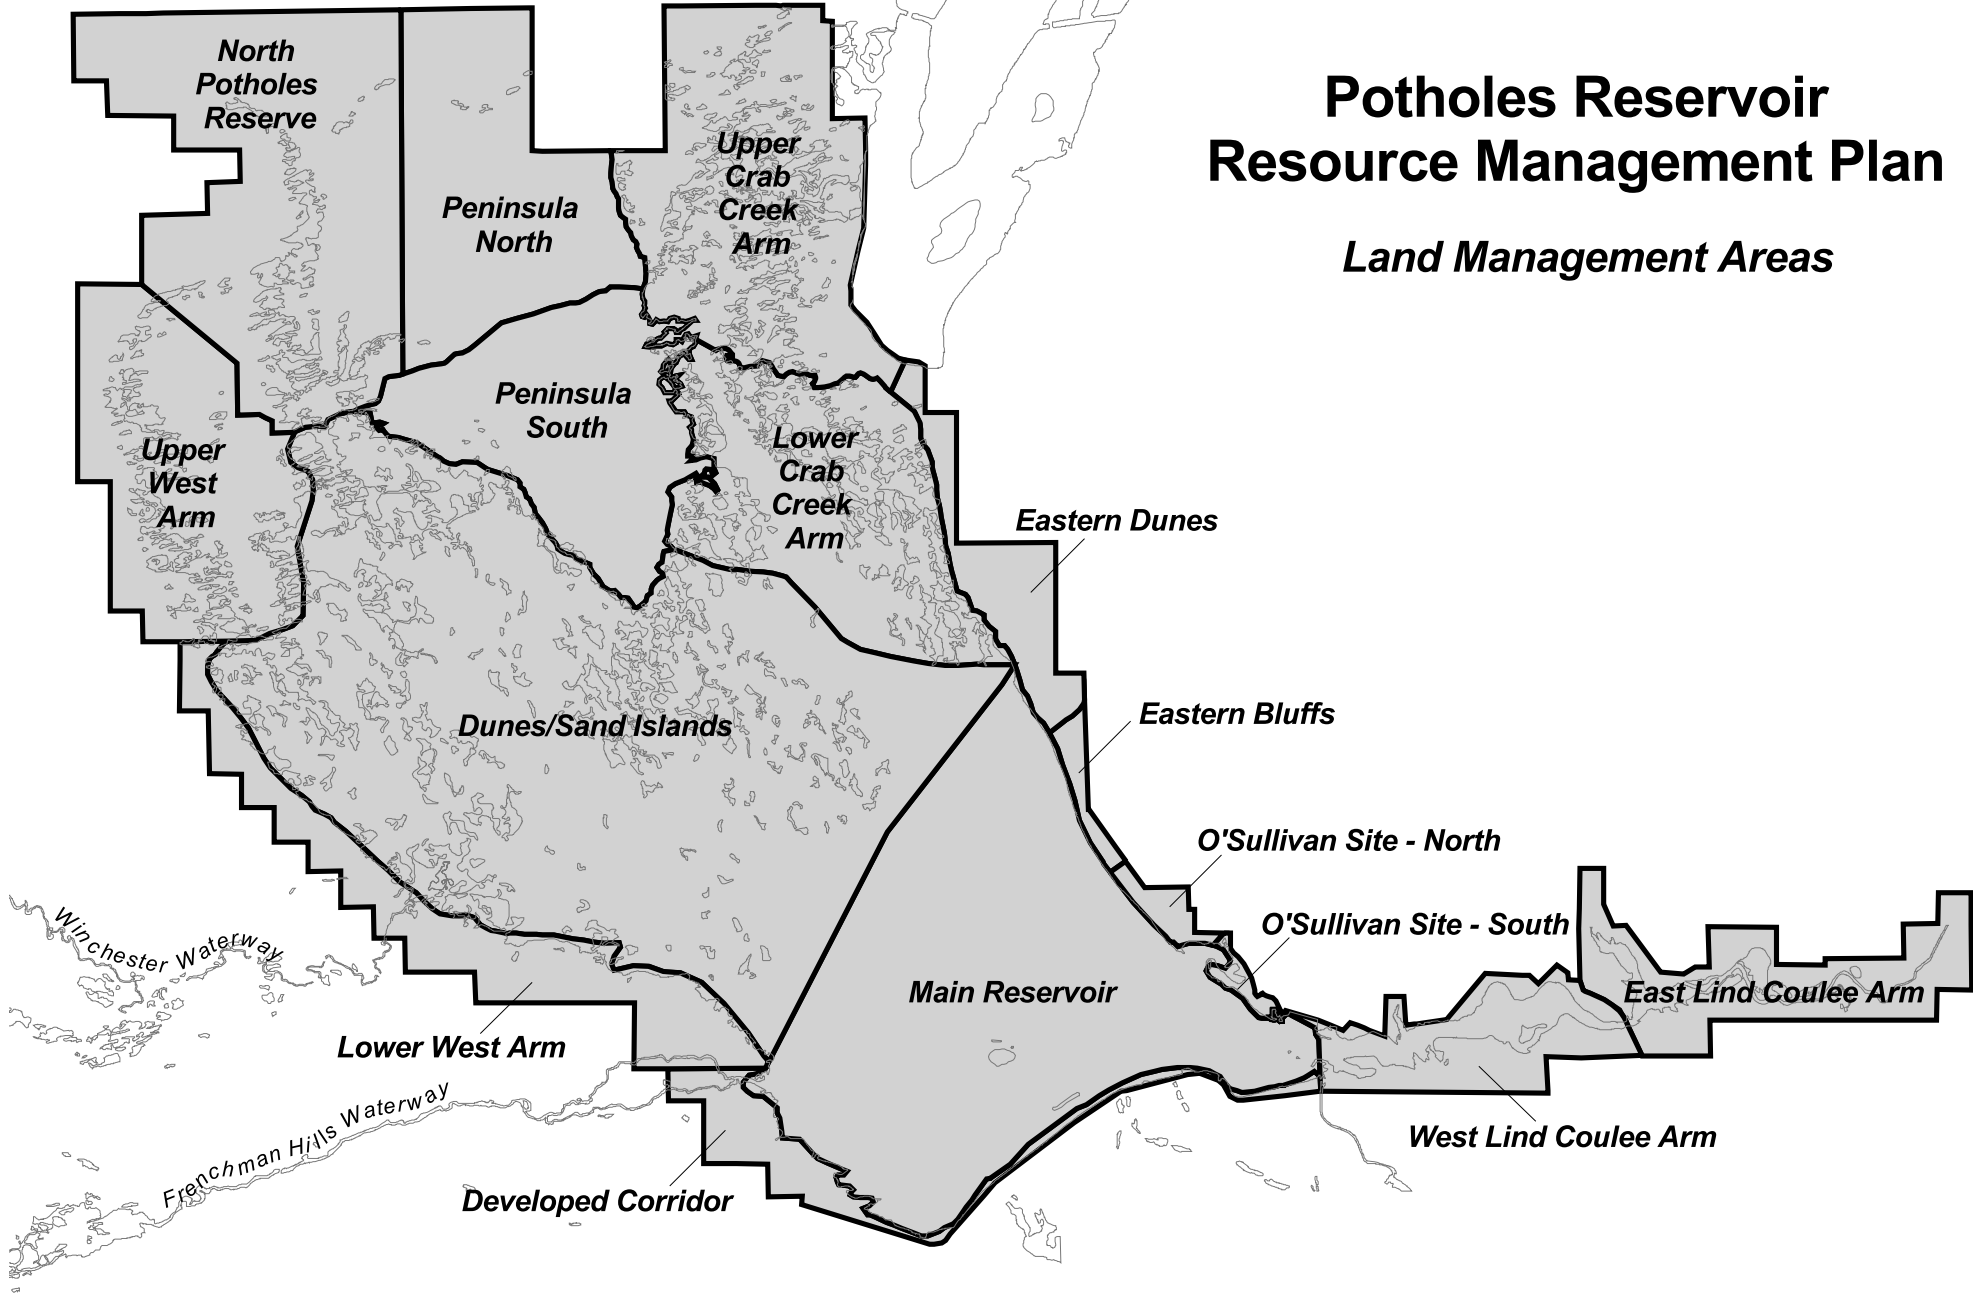 Potholes Reservoir
Resource Management Plan
Land Management Areas
North
Potholes
Reserve
Peninsula
North
Upper
Crab
Creek
Arm
Peninsula
South
Upper
West
Arm
Lower
Crab
Creek
Arm
Eastern Dunes
Eastern Bluffs
Dunes/Sand Islands
O'Sullivan Site - North
O'Sullivan Site - South
Winchester Waterway
Main Reservoir
East Lind Coulee Arm
Lower West Arm
Frenchman Hills Waterway
West Lind Coulee Arm
Developed Corridor